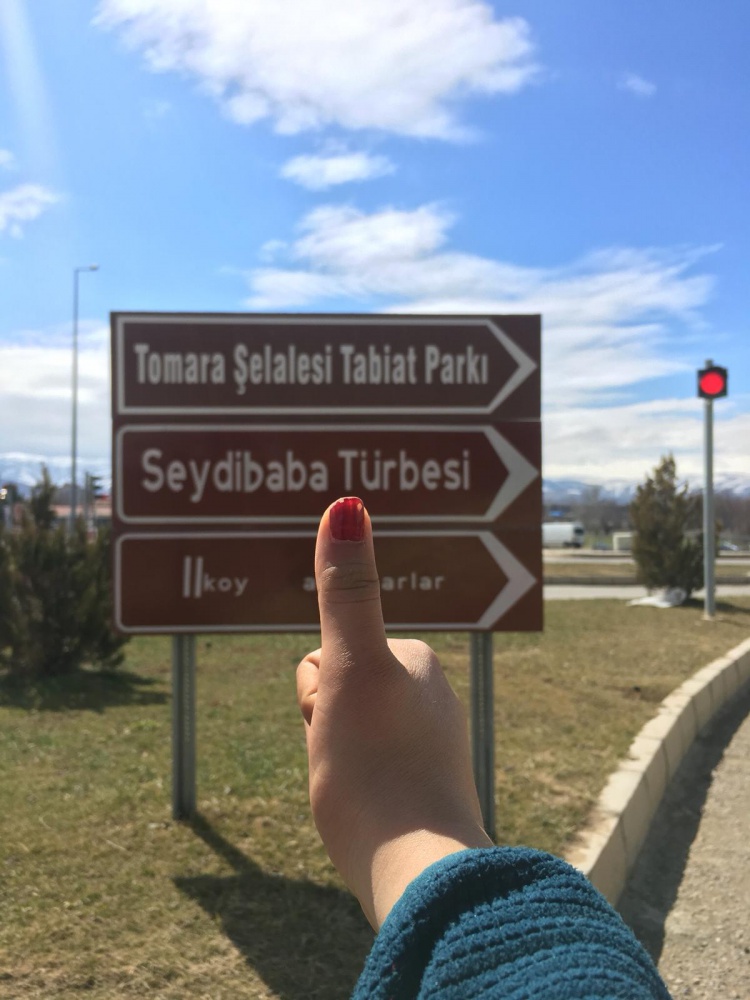 Tomara Şelalesi Tabiat Parkı
Seydibaba Türbesi